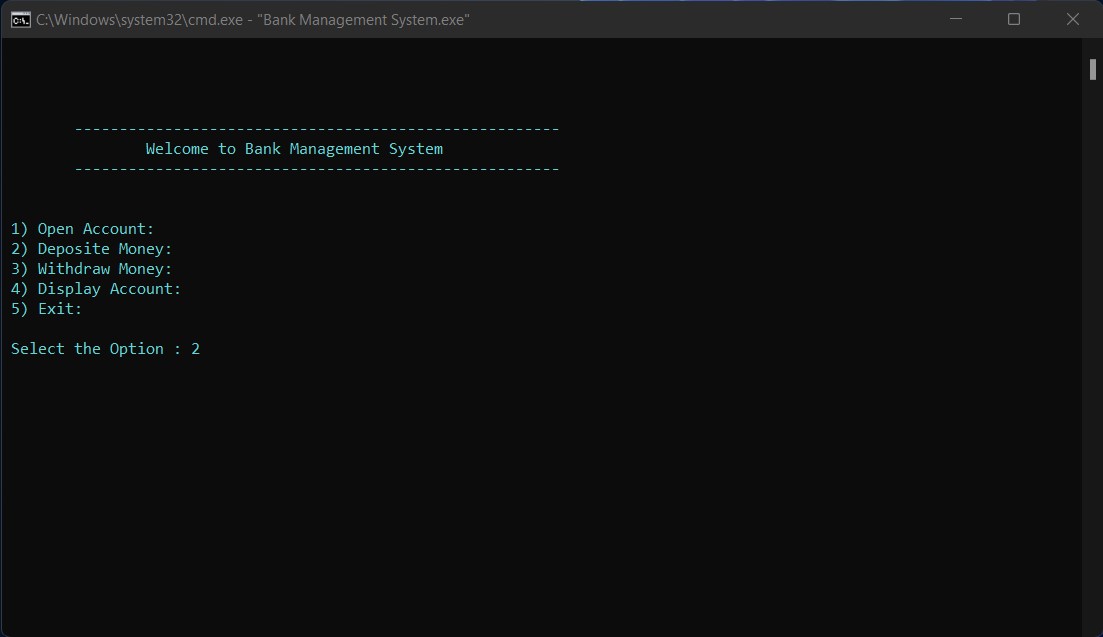 C:\Windows\system32\cmd.exe - "Bank Management System.exe"
------------------------------------------------------
Welcome to Bank Management System
------------------------------------------------------
1) Open Account:
2) Deposite Money:
3) Withdraw Money:
4) Display Account:
5) Exit:
Select the Option : 2